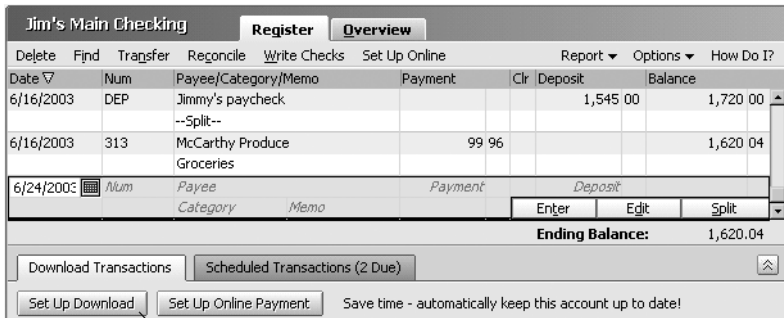 Jim's Main Checking Register Overview
Delete Find Transfer Reconcile Write Checks Set Up Online Report Options How Do I?
Date Num Payee/Category/Memo Payment Clr Deposit Balance
6/16/2003 DEP Jimmy's paycheck 1,545 00 1,720 00
--Split--
6/16/2003 313 McCarthy Produce 99 96 1,620 04
Groceries
6/24/2003 Num Payee Payment Deposit
Category Memo Enter Edit Split
Ending Balance: 1,620.04
Download Transactions Scheduled Transactions (2 Due)
Set Up Download Set Up Online Payment Save time - automatically keep this account up to date!